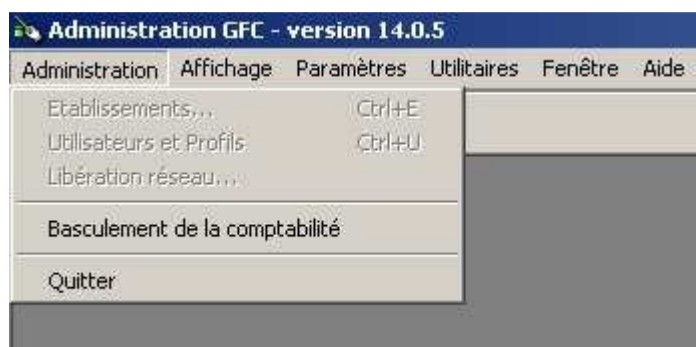 Administration GFC - version 14.0.5
Administration Affichage Paramètres Utilitaires Fenêtre Aide
Etablissements... Ctrl+E
Utilisateurs et Profils Ctrl+U
Libération réseau...
Basculement de la comptabilité
Quitter